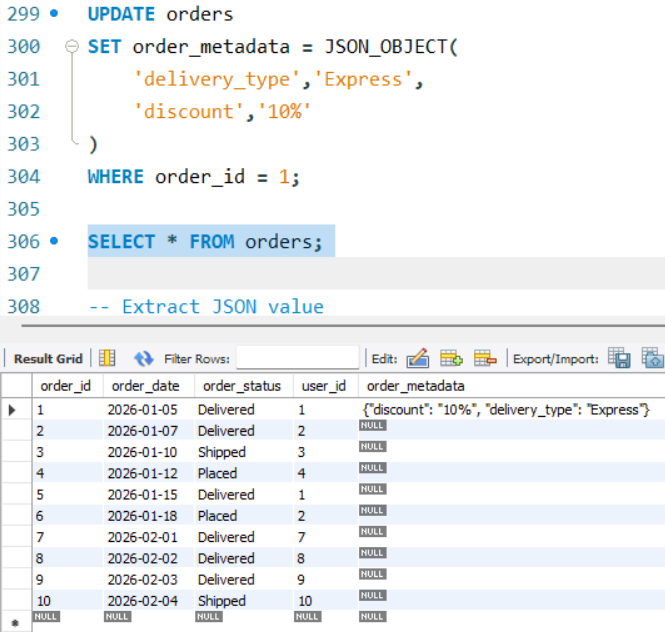 299 UPDATE orders
300 SET order_metadata = JSON_OBJECT(
301 'delivery_type','Express',
302 'discount','10%'
303 )
304 WHERE order_id = 1;
305
306 SELECT * FROM orders;
307
308 -- Extract JSON value
Result Grid Filter Rows: Edit: Export/Import:
order_id order_date order_status user_id order_metadata
1 2026-01-05 Delivered 1 {"discount": "10%", "delivery_type": "Express"}
2 2026-01-07 Delivered 2 NULL
3 2026-01-10 Shipped 3 NULL
4 2026-01-12 Placed 4 NULL
5 2026-01-15 Delivered 1 NULL
6 2026-01-18 Placed 2 NULL
7 2026-02-01 Delivered 7 NULL
8 2026-02-02 Delivered 8 NULL
9 2026-02-03 Delivered 9 NULL
10 2026-02-04 Shipped 10 NULL
NULL NULL NULL NULL NULL